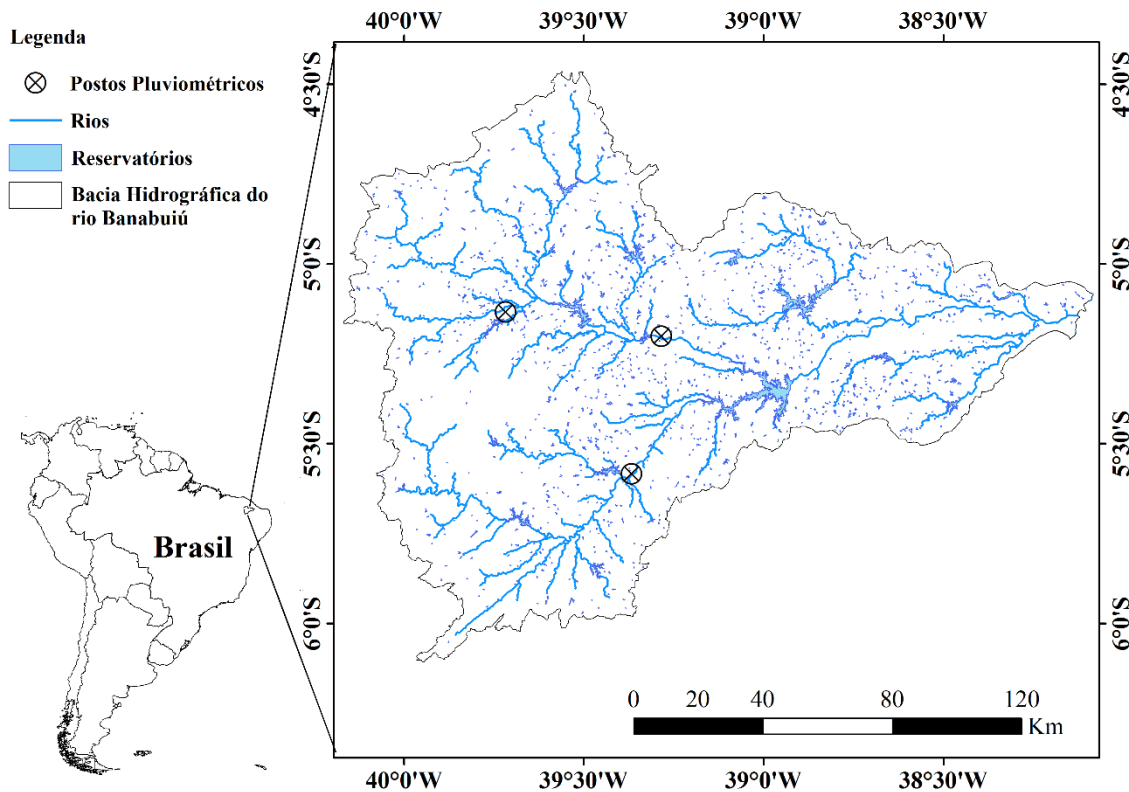 40°0'W 39°30'W 39°0'W 38°30'W
Legenda
Postos Pluviométricos
Rios
Reservatórios
Bacia Hidrográfica do
rio Banabuiú
4°30'S 4°30'S
5°0'S 5°0'S
5°30'S 5°30'S
6°0'S 6°0'S
Brasil
0 20 40 80 120
Km
40°0'W 39°30'W 39°0'W 38°30'W